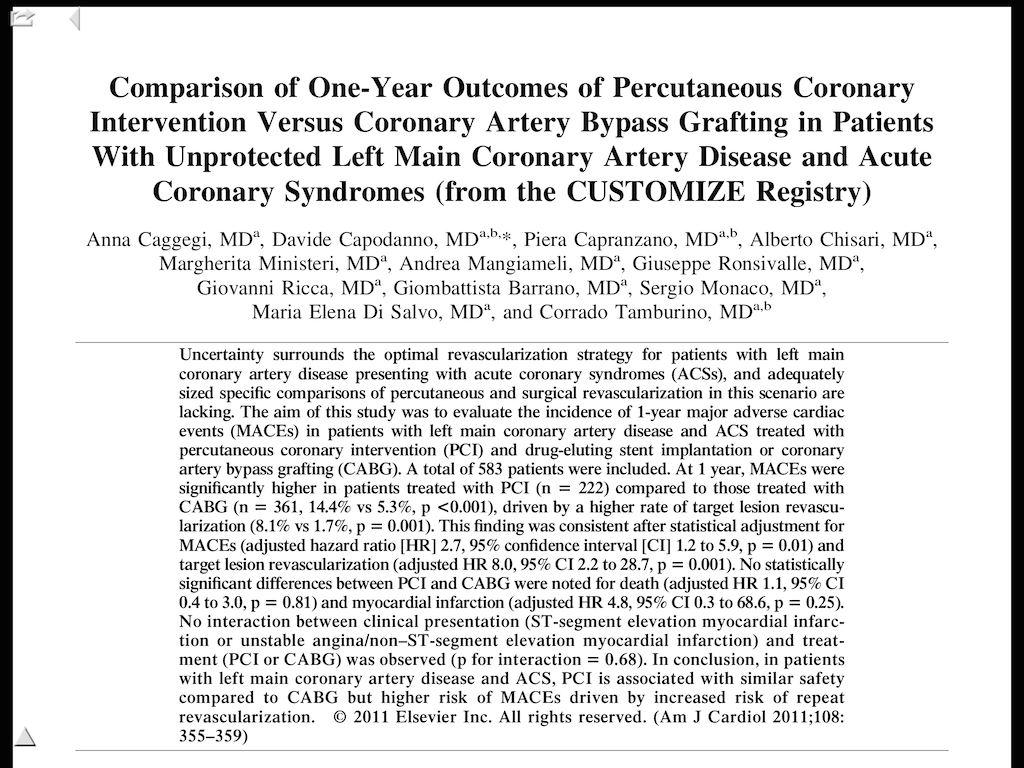 Comparison of One-Year Outcomes of Percutaneous Coronary
Intervention Versus Coronary Artery Bypass Grafting in Patients
With Unprotected Left Main Coronary Artery Disease and Acute
Coronary Syndromes (from the CUSTOMIZE Registry)
Anna Caggegi, MDa, Davide Capodanno, MDa,b,*, Piera Capranzano, MDa,b, Alberto Chisari, MDa,
Margherita Ministeri, MDa, Andrea Mangiameli, MDa, Giuseppe Ronsivalle, MDa,
Giovanni Ricca, MDa, Giombattista Barrano, MDa, Sergio Monaco, MDa,
Maria Elena Di Salvo, MDa, and Corrado Tamburino, MDa,b
Uncertainty surrounds the optimal revascularization strategy for patients with left main
coronary artery disease presenting with acute coronary syndromes (ACSs), and adequately
sized specific comparisons of percutaneous and surgical revascularization in this scenario are
lacking. The aim of this study was to evaluate the incidence of 1-year major adverse cardiac
events (MACEs) in patients with left main coronary artery disease and ACS treated with
percutaneous coronary intervention (PCI) and drug-eluting stent implantation or coronary
artery bypass grafting (CABG). A total of 583 patients were included. At 1 year, MACEs were
significantly higher in patients treated with PCI (n = 222) compared to those treated with
CABG (n = 361, 14.4% vs 5.3%, p <0.001), driven by a higher rate of target lesion revascu-
larization (8.1% vs 1.7%, p = 0.001). This finding was consistent after statistical adjustment for
MACEs (adjusted hazard ratio [HR] 2.7, 95% confidence interval [CI] 1.2 to 5.9, p = 0.01) and
target lesion revascularization (adjusted HR 8.0, 95% CI 2.2 to 28.7, p = 0.001). No statistically
significant differences between PCI and CABG were noted for death (adjusted HR 1.1, 95% CI
0.4 to 3.0, p = 0.81) and myocardial infarction (adjusted HR 4.8, 95% CI 0.3 to 68.6, p = 0.25).
No interaction between clinical presentation (ST-segment elevation myocardial infarc-
tion or unstable angina/non–ST-segment elevation myocardial infarction) and treat-
ment (PCI or CABG) was observed (p for interaction = 0.68). In conclusion, in patients
with left main coronary artery disease and ACS, PCI is associated with similar safety
compared to CABG but higher risk of MACEs driven by increased risk of repeat
revascularization. © 2011 Elsevier Inc. All rights reserved. (Am J Cardiol 2011;108:
355–359)